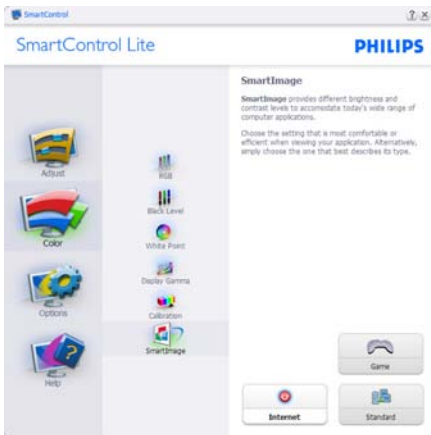 SmartControl
SmartControl Lite
PHILIPS
Adjust
Color
Options
Help
RGB
Black Level
White Point
Display Gamma
Calibration
SmartImage
SmartImage
SmartImage provides different brightness and
contrast levels to accomodate today's wide range of
computer applications.
Choose the setting that is most comfortable or
efficient when viewing your application. Alternatively,
simply choose the one that best describes its type.
Game
Internet
Standard